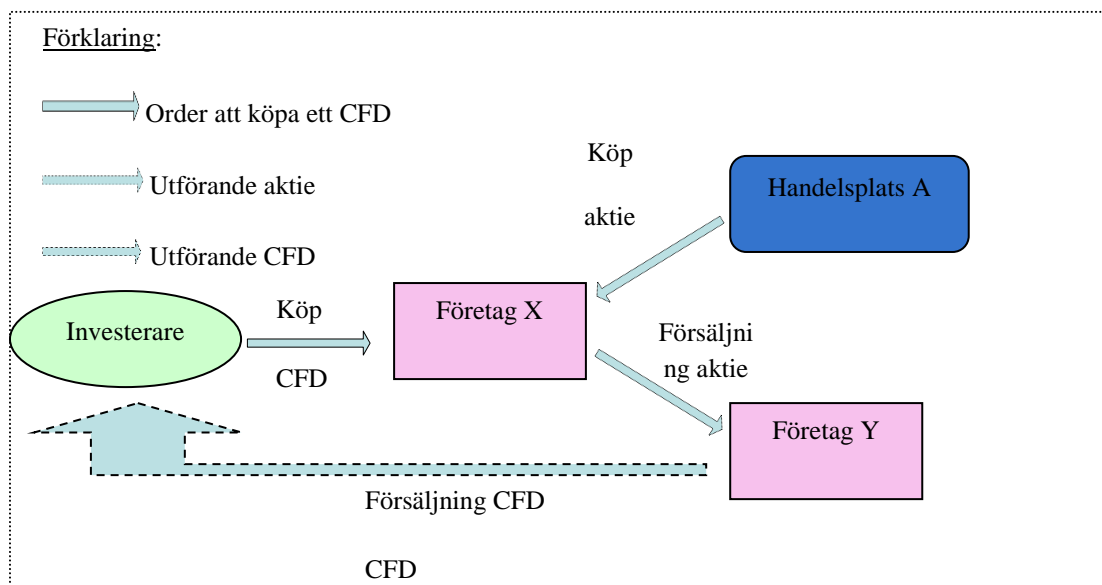 Förklaring:
Order att köpa ett CFD
Utförande aktie
Utförande CFD
Köp
aktie
Handelsplats A
Investerare
Köp
CFD
Företag X
Försäljni
ng aktie
Företag Y
Försäljning CFD
CFD